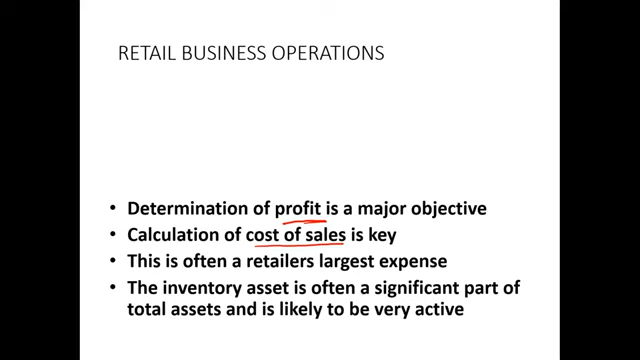 RETAIL BUSINESS OPERATIONS
• Determination of profit is a major objective
• Calculation of cost of sales is key
• This is often a retailers largest expense
• The inventory asset is often a significant part of
total assets and is likely to be very active